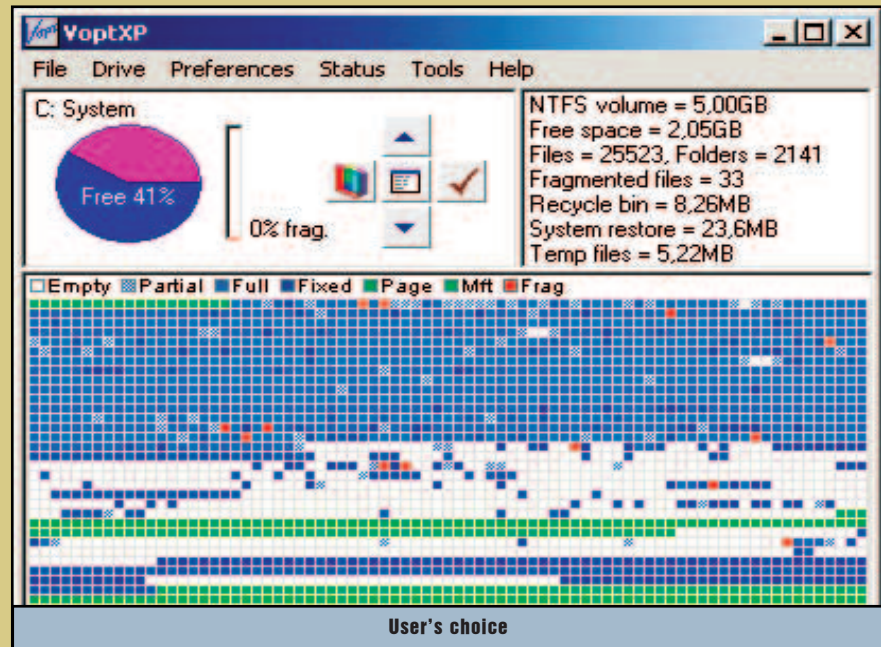 VoptXP
File Drive Preferences Status Tools Help
C: System
Free 41%
0% frag.
NTFS volume = 5,00GB
Free space = 2,05GB
Files = 25523, Folders = 2141
Fragmented files = 33
Recycle bin = 8,26MB
System restore = 23,6MB
Temp files = 5,22MB
Empty Partial Full Fixed Page Mft Frag
User's choice